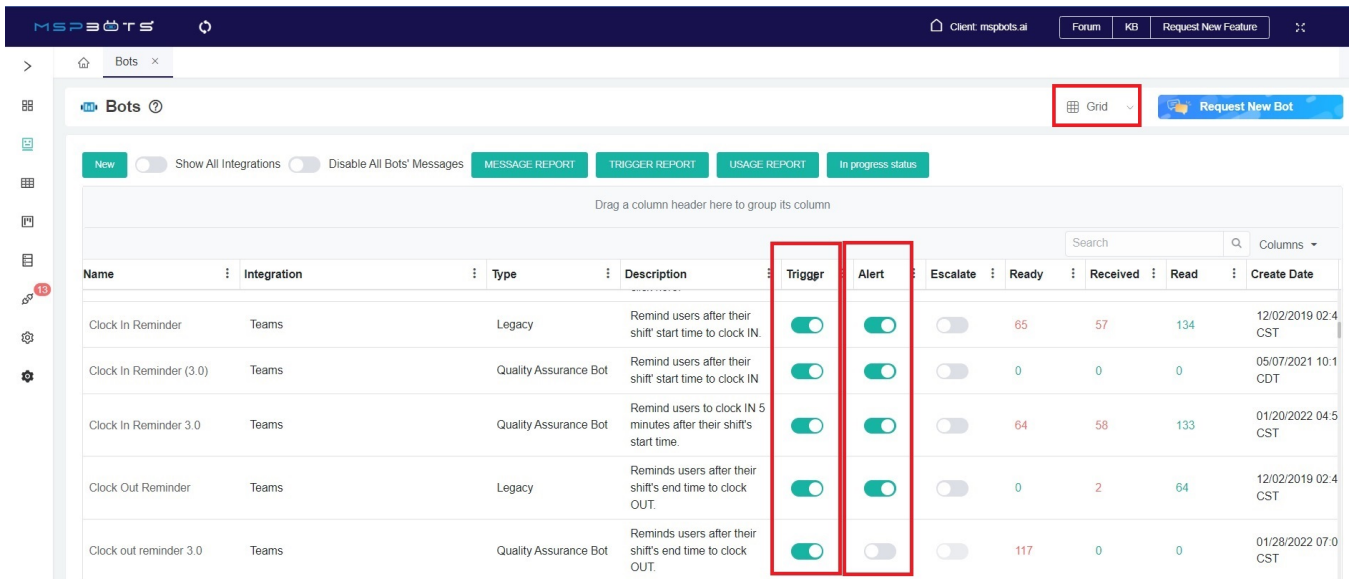 MSPBOTS
Client: mspbots.ai
Forum
KB
Request New Feature
Bots ×
Bots
Grid
Request New Bot
New
Show All Integrations
Disable All Bots' Messages
MESSAGE REPORT
TRIGGER REPORT
USAGE REPORT
In progress status
Drag a column header here to group its column
Search
Columns
Name Integration Type Description Trigger Alert Escalate Ready Received Read Create Date
13
Clock In Reminder Teams Legacy Remind users after their shift' start time to clock IN. 65 57 134 12/02/2019 02:4 CST
Clock In Reminder (3.0) Teams Quality Assurance Bot Remind users after their shift' start time to clock IN 0 0 0 05/07/2021 10:1 CDT
Clock In Reminder 3.0 Teams Quality Assurance Bot Remind users to clock IN 5 minutes after their shift's start time. 64 58 133 01/20/2022 04:5 CST
Clock Out Reminder Teams Legacy Reminds users after their shift's end time to clock OUT. 0 2 64 12/02/2019 02:4 CST
Clock out reminder 3.0 Teams Quality Assurance Bot Reminds users after their shift's end time to clock OUT. 117 0 0 01/28/2022 07:0 CST